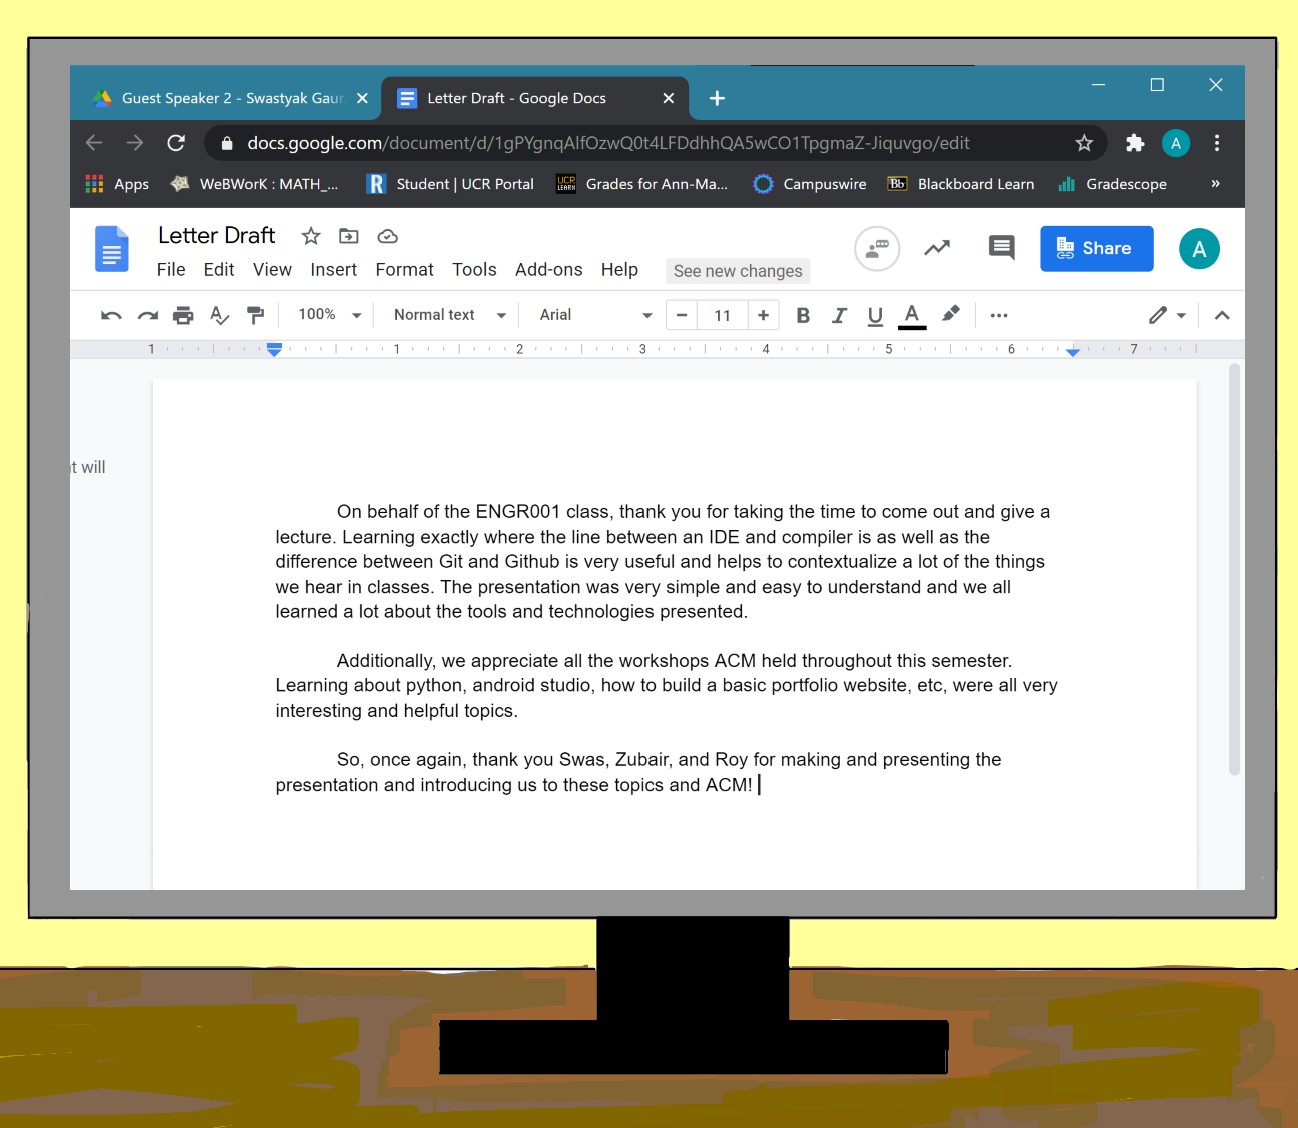 Guest Speaker 2 - Swastyak Gaur
Letter Draft - Google Docs
docs.google.com/document/d/1gPYgnqAlfOzwQ0t4LFDdhhQA5wCO1TpgmaZ-Jiquvgo/edit
A
Apps
WeBWorK : MATH_...
R
Student | UCR Portal
UCR LEARN
Grades for Ann-Ma...
Campuswire
Bb
Blackboard Learn
Gradescope
»
Letter Draft
File Edit View Insert Format Tools Add-ons Help
See new changes
Share
A
100%
Normal text
Arial
− 11 +
B I U A
1 1 2 3 4 5 6 7
t will
On behalf of the ENGR001 class, thank you for taking the time to come out and give a
lecture. Learning exactly where the line between an IDE and compiler is as well as the
difference between Git and Github is very useful and helps to contextualize a lot of the things
we hear in classes. The presentation was very simple and easy to understand and we all
learned a lot about the tools and technologies presented.
Additionally, we appreciate all the workshops ACM held throughout this semester.
Learning about python, android studio, how to build a basic portfolio website, etc, were all very
interesting and helpful topics.
So, once again, thank you Swas, Zubair, and Roy for making and presenting the
presentation and introducing us to these topics and ACM!